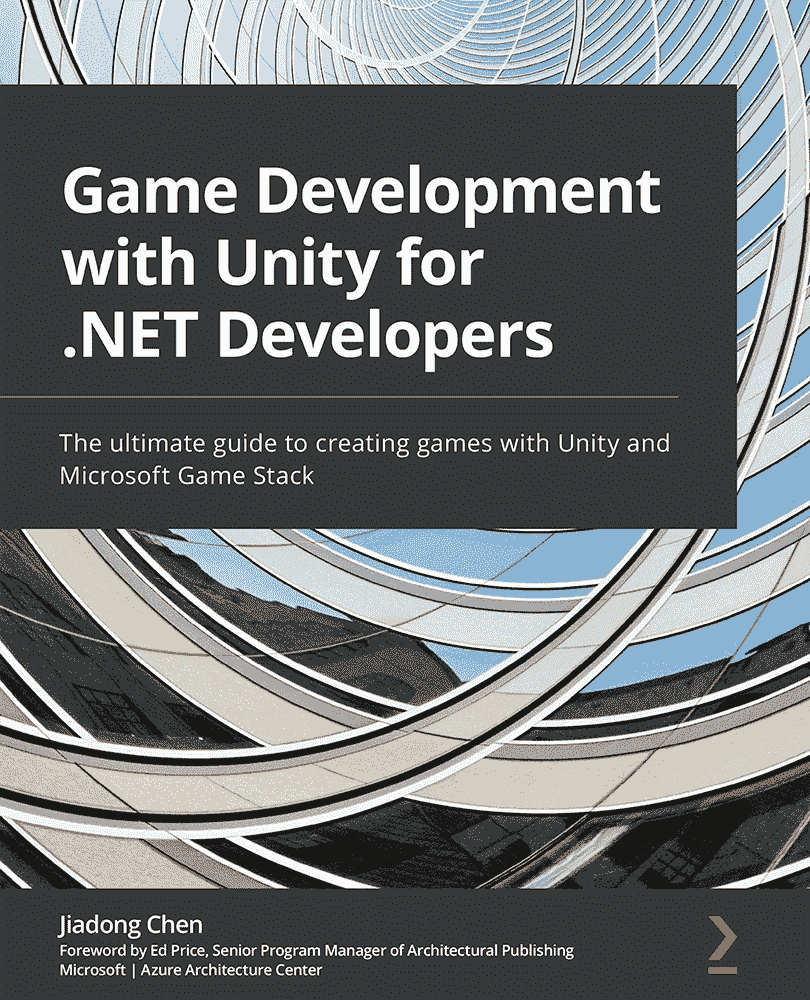 Game Development
with Unity for
.NET Developers
The ultimate guide to creating games with Unity and
Microsoft Game Stack
Jiadong Chen
Foreword by Ed Price, Senior Program Manager of Architectural Publishing
Microsoft | Azure Architecture Center